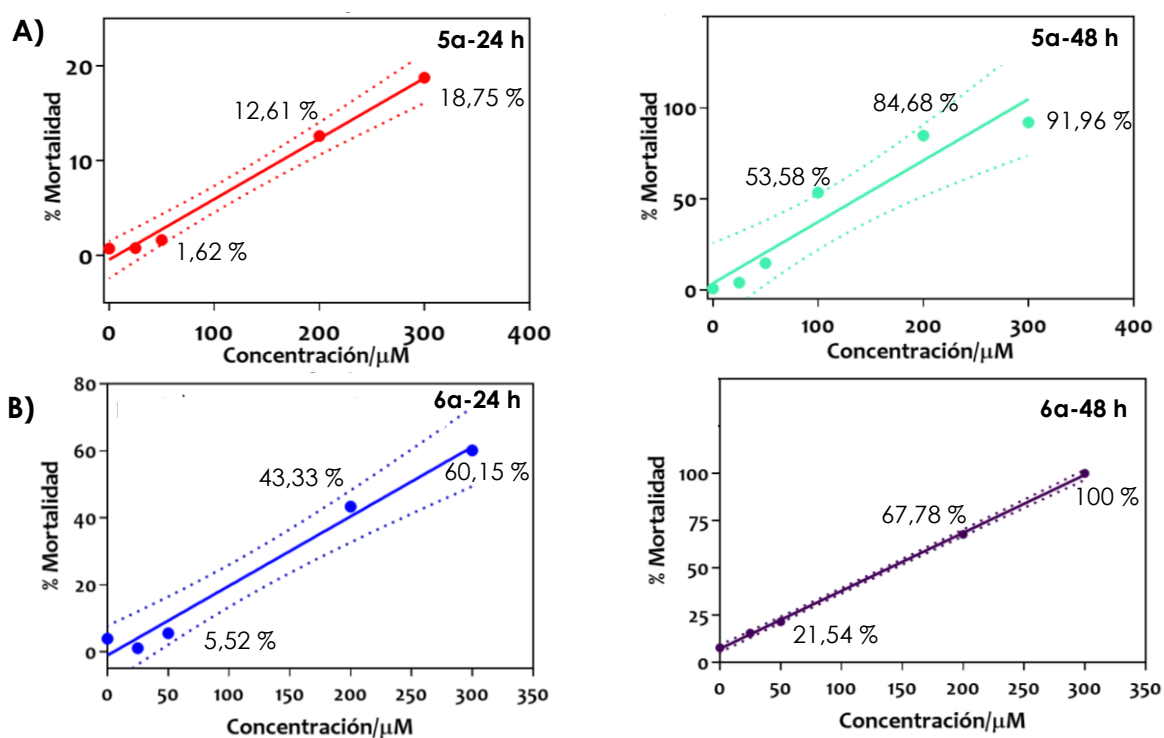 A)
5a-24 h
% Mortalidad
20
10
0
12,61 %
18,75 %
1,62 %
0 100 200 300 400
Concentración/µM
5a-48 h
% Mortalidad
100
50
0
84,68 %
91,96 %
53,58 %
0 100 200 300 400
Concentración/µM
B)
6a-24 h
% Mortalidad
80
60
40
20
0
43,33 %
60,15 %
5,52 %
0 50 100 150 200 250 300 350
Concentración/µM
6a-48 h
% Mortalidad
100
75
50
25
0
67,78 %
100 %
21,54 %
0 50 100 150 200 250 300 350
Concentración/µM